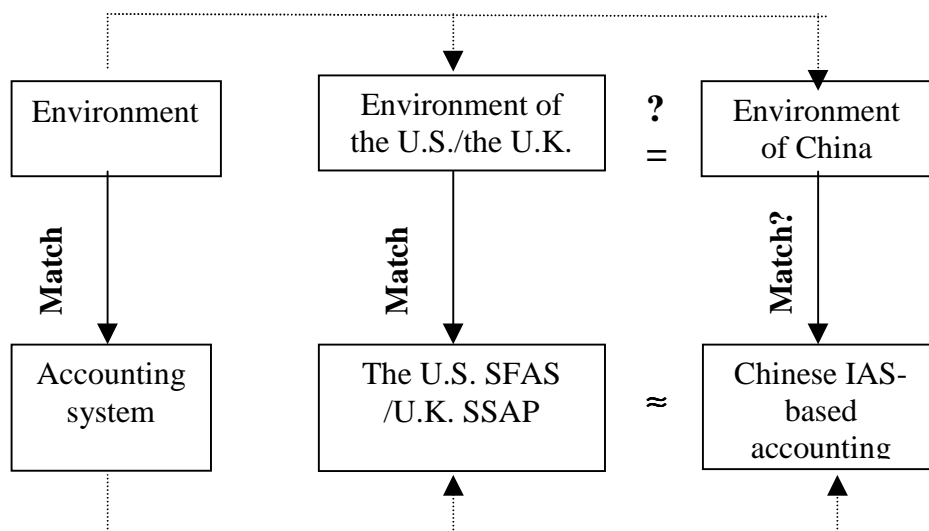 Environment
Environment of
the U.S./the U.K.
?
=
Environment
of China
Match
Match
Match?
Accounting
system
The U.S. SFAS
/U.K. SSAP
≈
Chinese IAS-
based
accounting